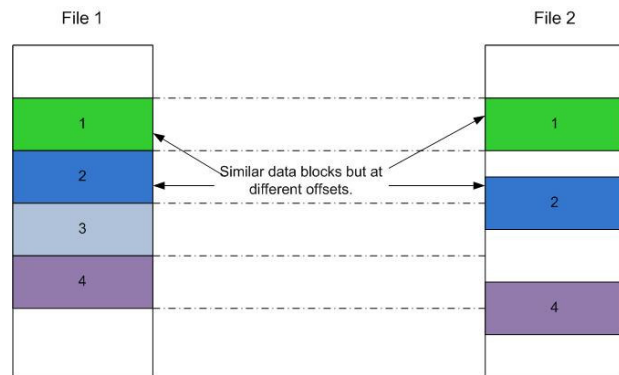 File 1
File 2
1
1
Similar data blocks but at
different offsets.
2
2
3
4
4